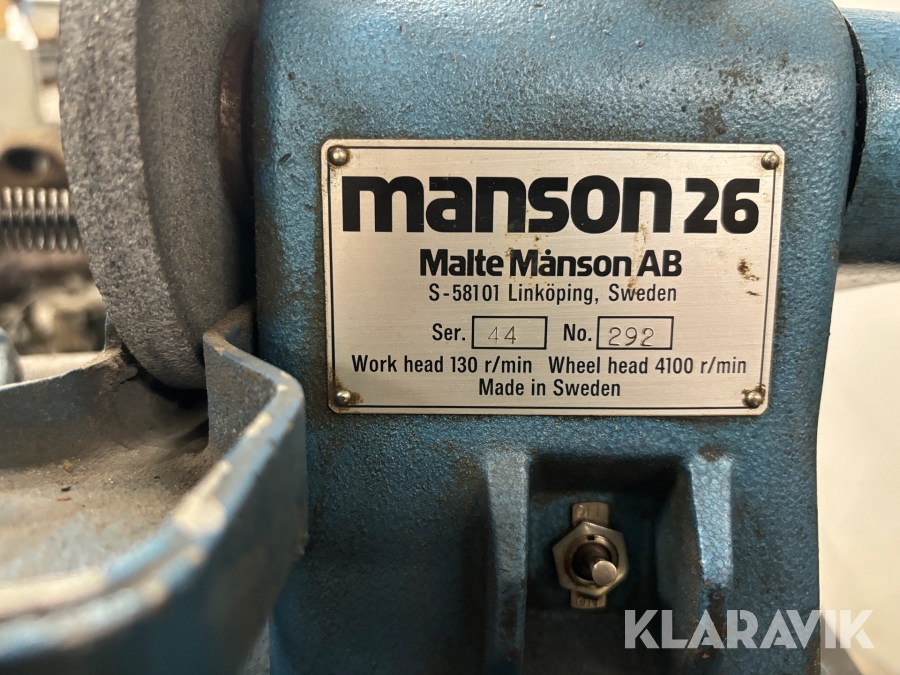 manson 26
Malte Månson AB
S-58101 Linköping, Sweden
Ser. 44 No. 292
Work head 130 r/min Wheel head 4100 r/min
Made in Sweden
KLARAVIK